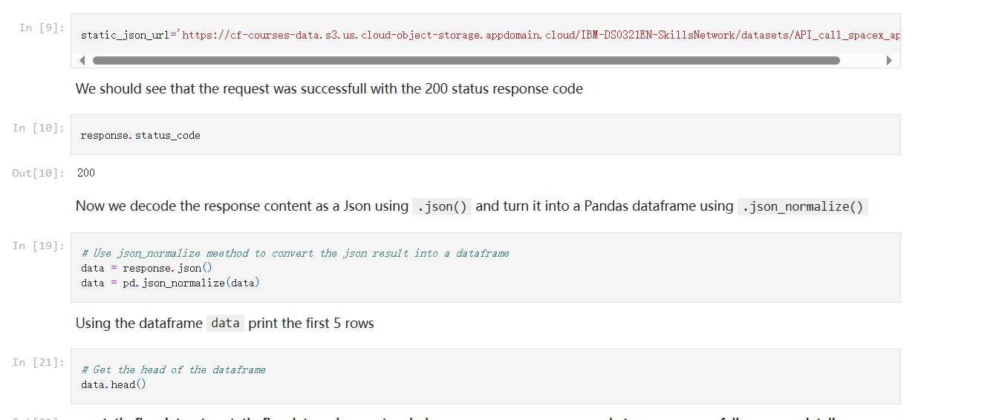 In [9]:
static_json_url='https://cf-courses-data.s3.us.cloud-object-storage.appdomain.cloud/IBM-DS0321EN-SkillsNetwork/datasets/API_call_spacex_ap
We should see that the request was successfull with the 200 status response code
In [10]:
response.status_code
Out[10]:
200
Now we decode the response content as a Json using .json() and turn it into a Pandas dataframe using .json_normalize()
In [19]:
# Use json_normalize meethod to convert the json result into a dataframe
data = response.json()
data = pd.json_normalize(data)
Using the dataframe data print the first 5 rows
In [21]:
# Get the head of the dataframe
data.head()